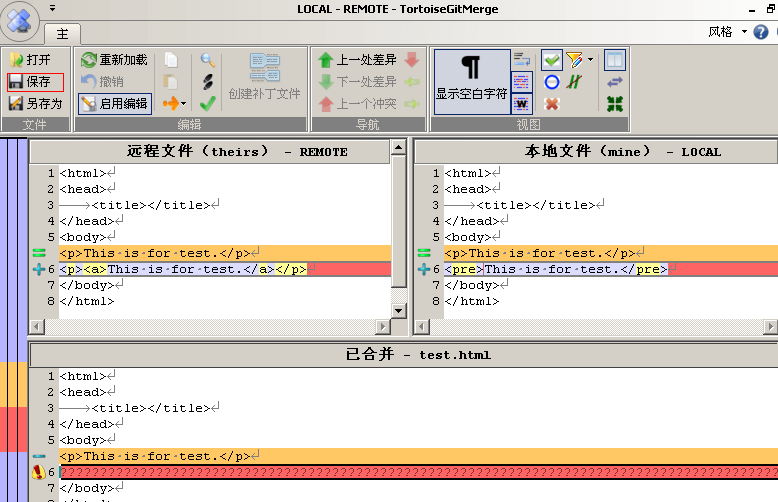 LOCAL - REMOTE - TortoiseGitMerge
主
风格
打开
保存
另存为
文件
重新加载
撤销
启用编辑
创建补丁文件
编辑
上一处差异
下一处差异
上一个冲突
导航
显示空白字符
视图
远程文件（theirs） - REMOTE
1 <html>
2 <head>
3 <title></title>
4 </head>
5 <body>
<p>This is for test.</p>
6 <p><a>This is for test.</a></p>
7 </body>
8 </html>
本地文件（mine） - LOCAL
1 <html>
2 <head>
3 <title></title>
4 </head>
5 <body>
<p>This is for test.</p>
6 <pre>This is for test.</pre>
7 </body>
8 </html>
已合并 - test.html
1 <html>
2 <head>
3 <title></title>
4 </head>
5 <body>
<p>This is for test.</p>
6 ??????????????????????????????????????????????????????????????????????????????????????????
7 </body>